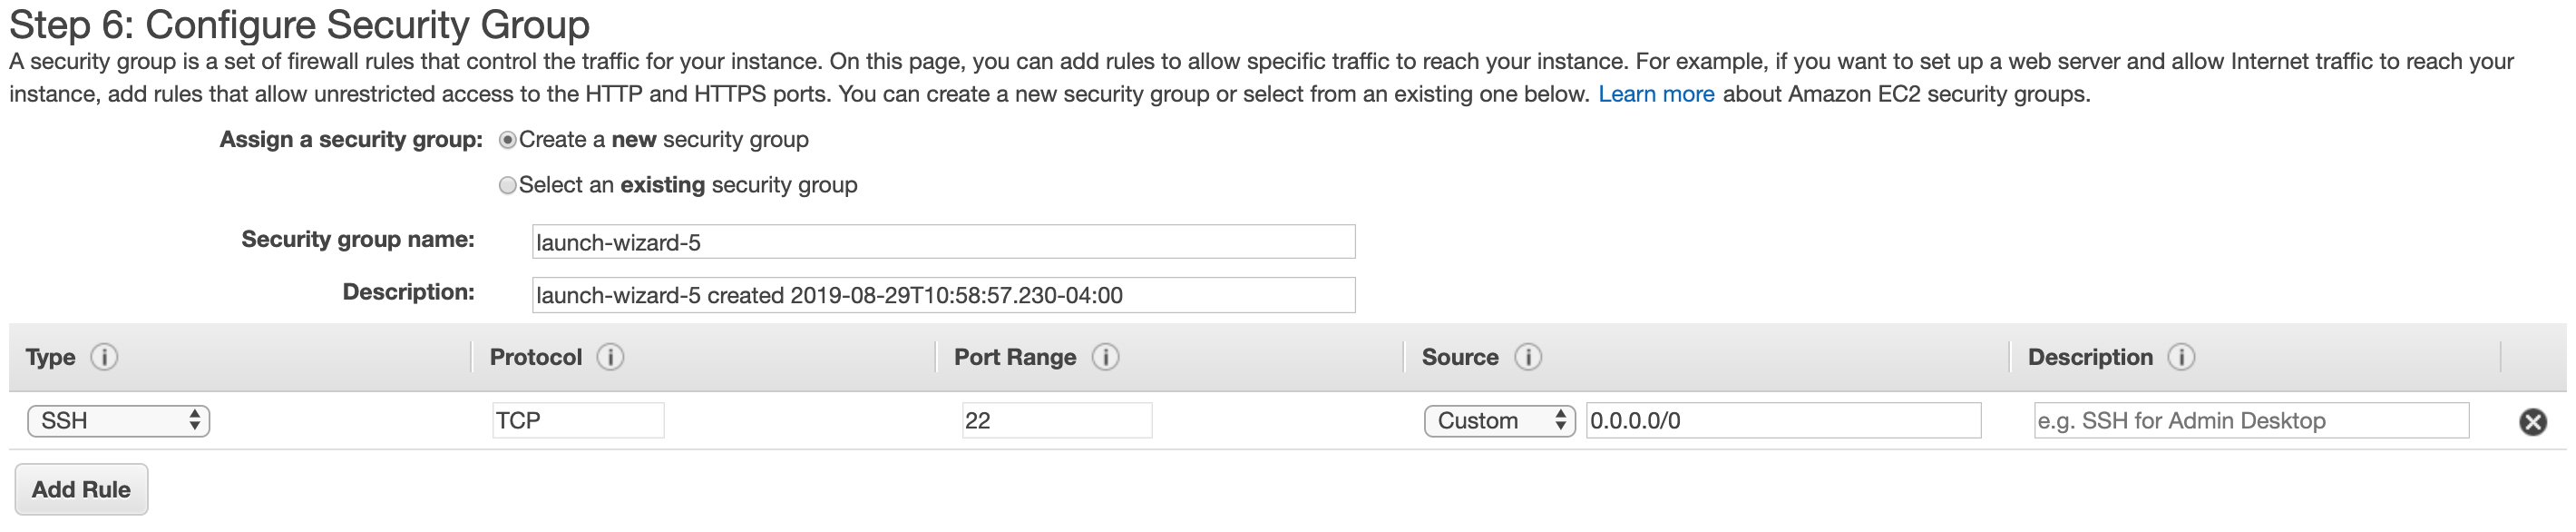 Step 6: Configure Security Group
A security group is a set of firewall rules that control the traffic for your instance. On this page, you can add rules to allow specific traffic to reach your instance. For example, if you want to set up a web server and allow Internet traffic to reach your
instance, add rules that allow unrestricted access to the HTTP and HTTPS ports. You can create a new security group or select from an existing one below. Learn more about Amazon EC2 security groups.
Assign a security group: Create a new security group
Select an existing security group
Security group name: launch-wizard-5
Description: launch-wizard-5 created 2019-08-29T10:58:57.230-04:00
Type i Protocol i Port Range i Source i Description i
SSH TCP 22 Custom 0.0.0.0/0 e.g. SSH for Admin Desktop
Add Rule